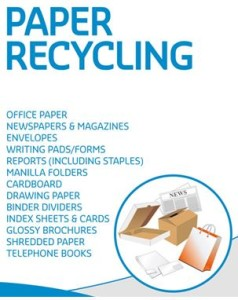 PAPER
RECYCLING
OFFICE PAPER
NEWSPAPERS & MAGAZINES
ENVELOPES
WRITING PADS/FORMS
REPORTS (INCLUDING STAPLES)
MANILLA FOLDERS
CARDBOARD
DRAWING PAPER
BINDER DIVIDERS
INDEX SHEETS & CARDS
GLOSSY BROCHURES
SHREDDED PAPER
TELEPHONE BOOKS
NEWS